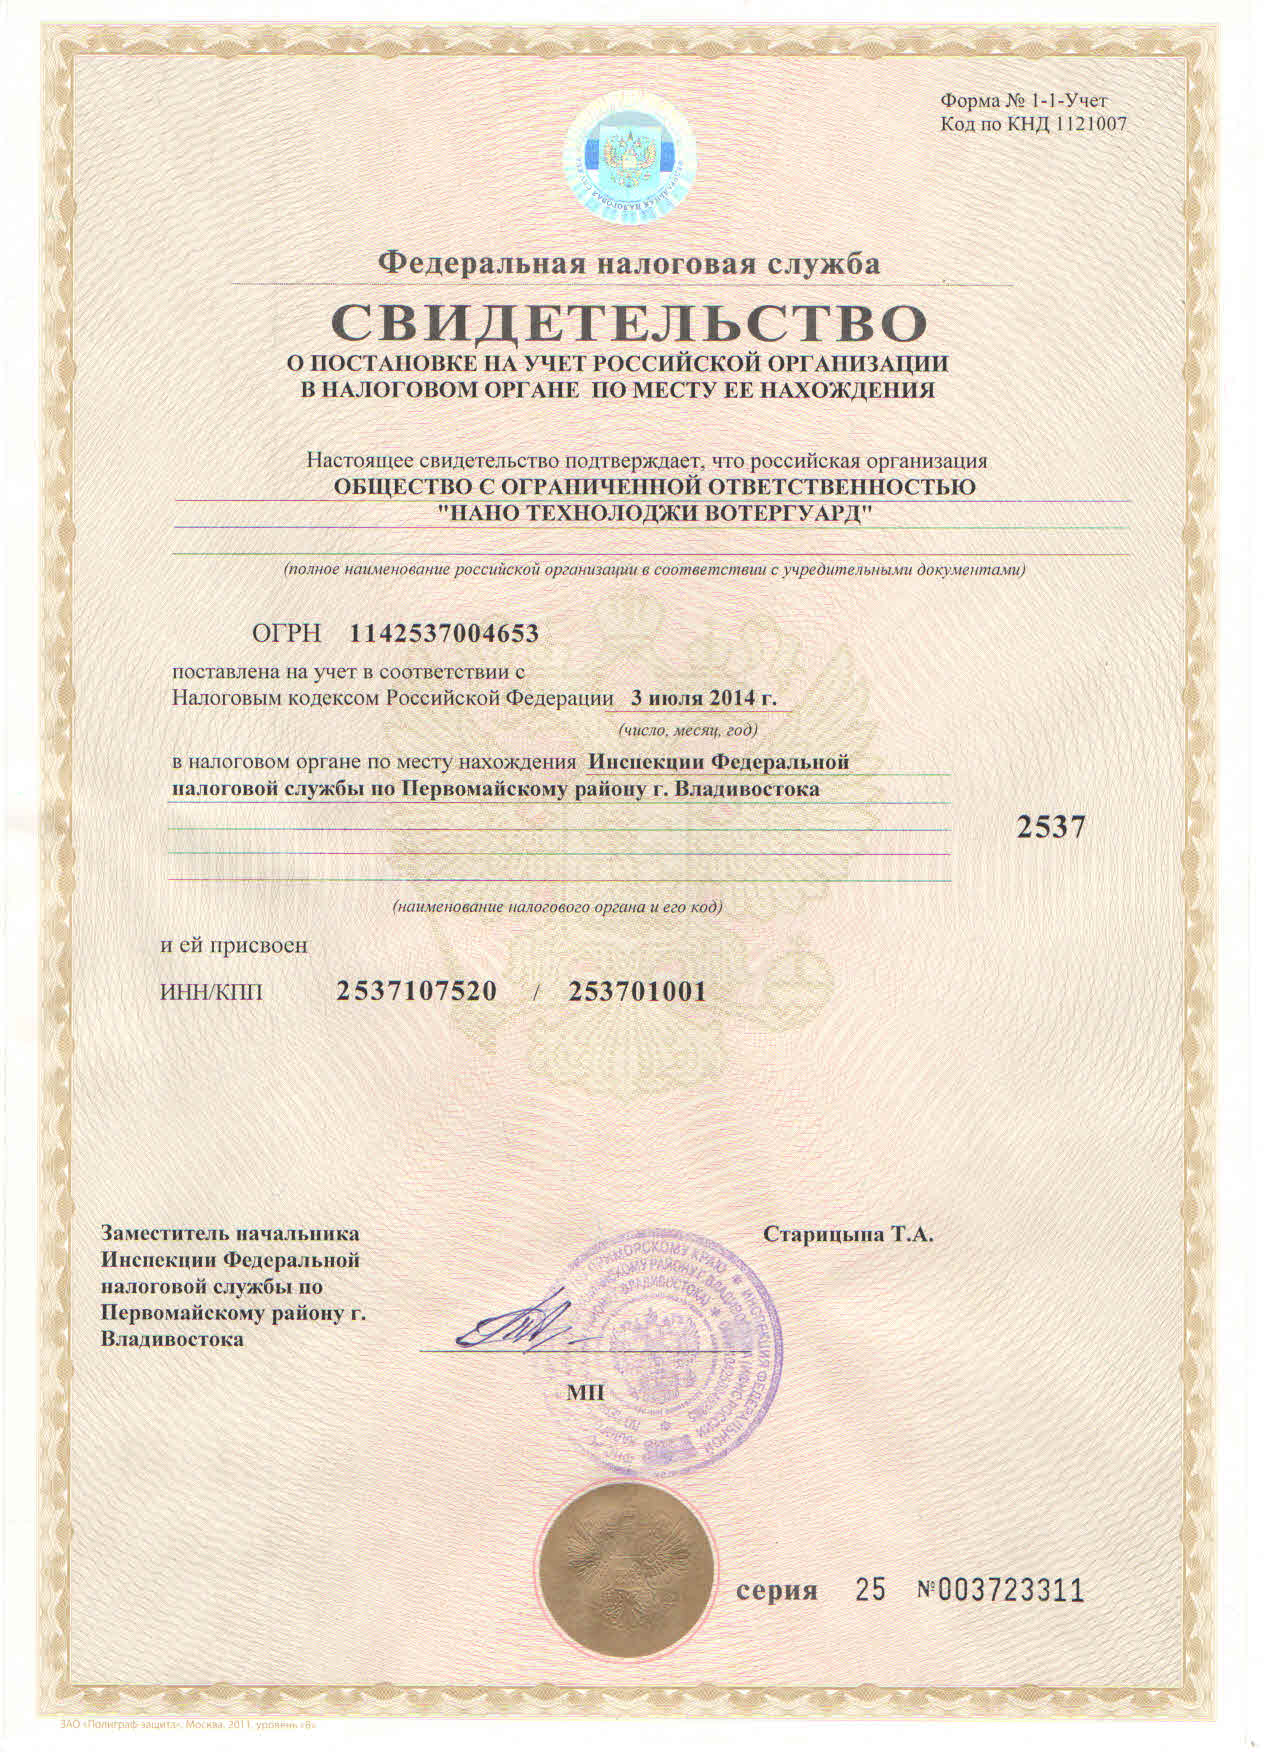 Форма № 1-1-Учет
Код по КНД 1121007
Федеральная налоговая служба
СВИДЕТЕЛЬСТВО
О ПОСТАНОВКЕ НА УЧЕТ РОССИЙСКОЙ ОРГАНИЗАЦИИ
В НАЛОГОВОМ ОРГАНЕ ПО МЕСТУ ЕЕ НАХОЖДЕНИЯ
Настоящее свидетельство подтверждает, что российская организация
ОБЩЕСТВО С ОГРАНИЧЕННОЙ ОТВЕТСТВЕННОСТЬЮ
"НАНО ТЕХНОЛОДЖИ ВОТЕРГУАРД"
(полное наименование российской организации в соответствии с учредительными документами)
ОГРН 1142537004653
поставлена на учет в соответствии с
Налоговым кодексом Российской Федерации 3 июля 2014 г.
(число, месяц, год)
в налоговом органе по месту нахождения Инспекции Федеральной
налоговой службы по Первомайскому району г. Владивостока
2537
(наименование налогового органа и его код)
и ей присвоен
ИНН/КПП 2537107520 / 253701001
Заместитель начальника
Инспекции Федеральной
налоговой службы по
Первомайскому району г.
Владивостока
Старицына Т.А.
МП
серия 25 №003723311
ЗАО «Полиграф-защита», Москва, 2011, уровень «В».